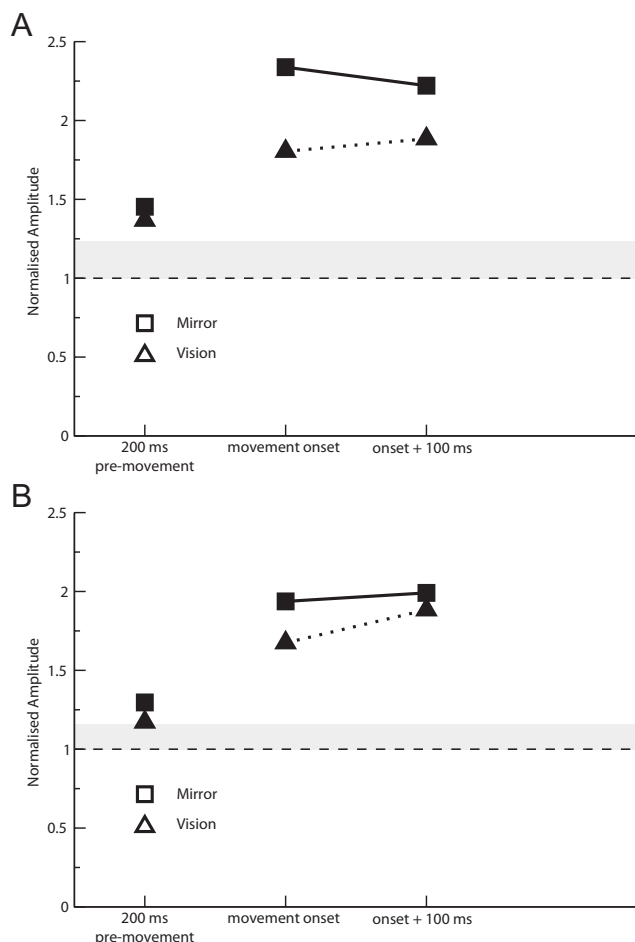 A
2.5
2
1.5
1
0.5
0
Normalised Amplitude
Mirror
Vision
200 ms
pre-movement
movement onset
onset + 100 ms
B
2.5
2
1.5
1
0.5
0
Normalised Amplitude
Mirror
Vision
200 ms
pre-movement
movement onset
onset + 100 ms